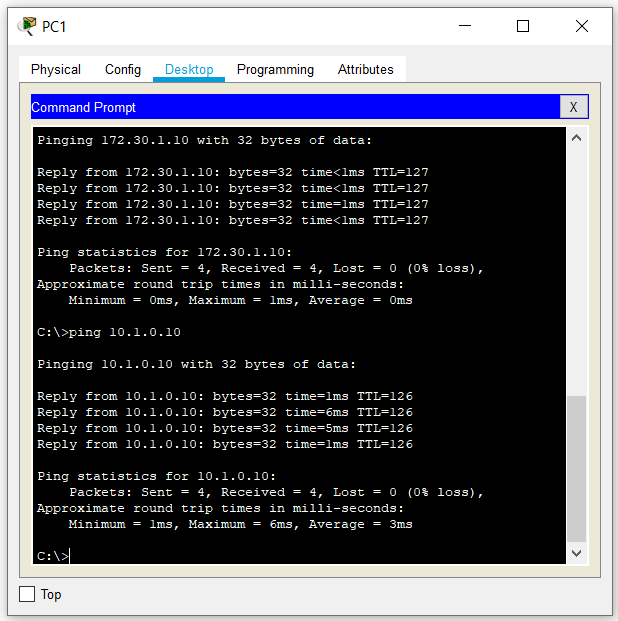 PC1
Physical Config Desktop Programming Attributes
Command Prompt X
Pinging 172.30.1.10 with 32 bytes of data:
Reply from 172.30.1.10: bytes=32 time<1ms TTL=127
Reply from 172.30.1.10: bytes=32 time<1ms TTL=127
Reply from 172.30.1.10: bytes=32 time=1ms TTL=127
Reply from 172.30.1.10: bytes=32 time<1ms TTL=127
Ping statistics for 172.30.1.10:
    Packets: Sent = 4, Received = 4, Lost = 0 (0% loss),
Approximate round trip times in milli-seconds:
    Minimum = 0ms, Maximum = 1ms, Average = 0ms
C:\>ping 10.1.0.10
Pinging 10.1.0.10 with 32 bytes of data:
Reply from 10.1.0.10: bytes=32 time=1ms TTL=126
Reply from 10.1.0.10: bytes=32 time=6ms TTL=126
Reply from 10.1.0.10: bytes=32 time=5ms TTL=126
Reply from 10.1.0.10: bytes=32 time=1ms TTL=126
Ping statistics for 10.1.0.10:
    Packets: Sent = 4, Received = 4, Lost = 0 (0% loss),
Approximate round trip times in milli-seconds:
    Minimum = 1ms, Maximum = 6ms, Average = 3ms
C:\>
Top